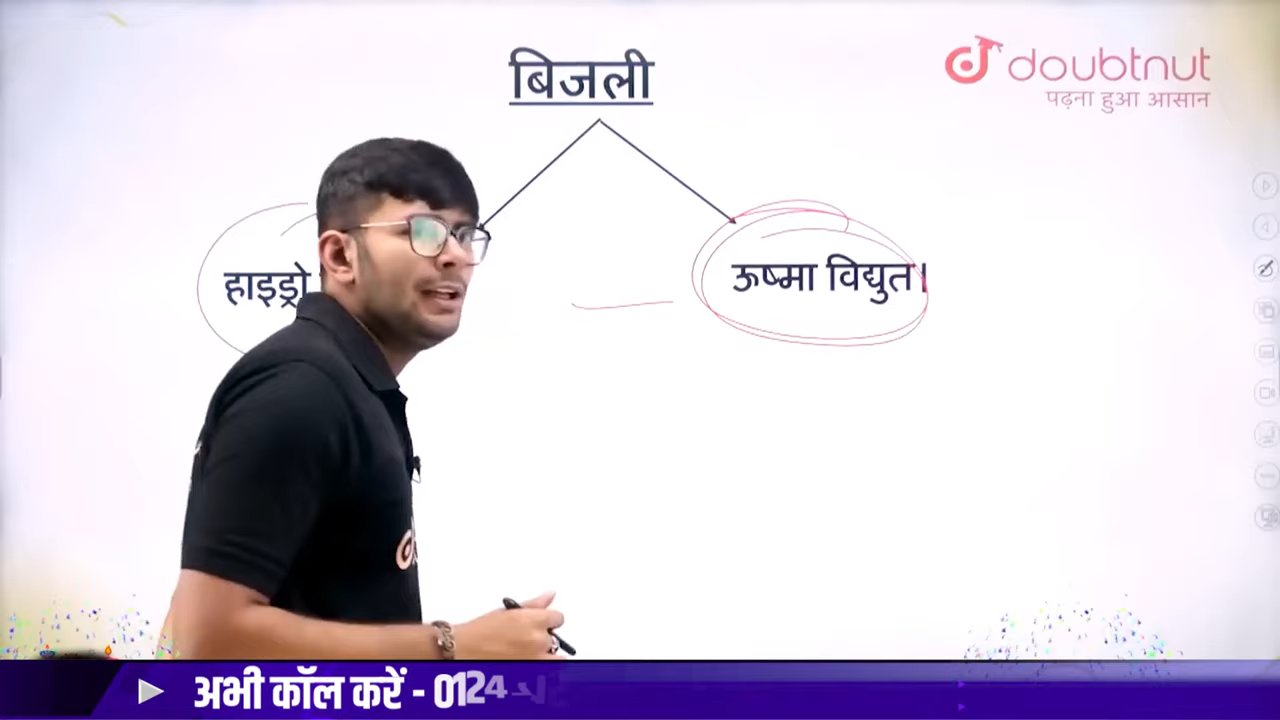 बिजली
doubtnut
पढ़ना हुआ आसान
हाइड्रो
ऊष्मा विद्युत।
अभी कॉल करें - 0124